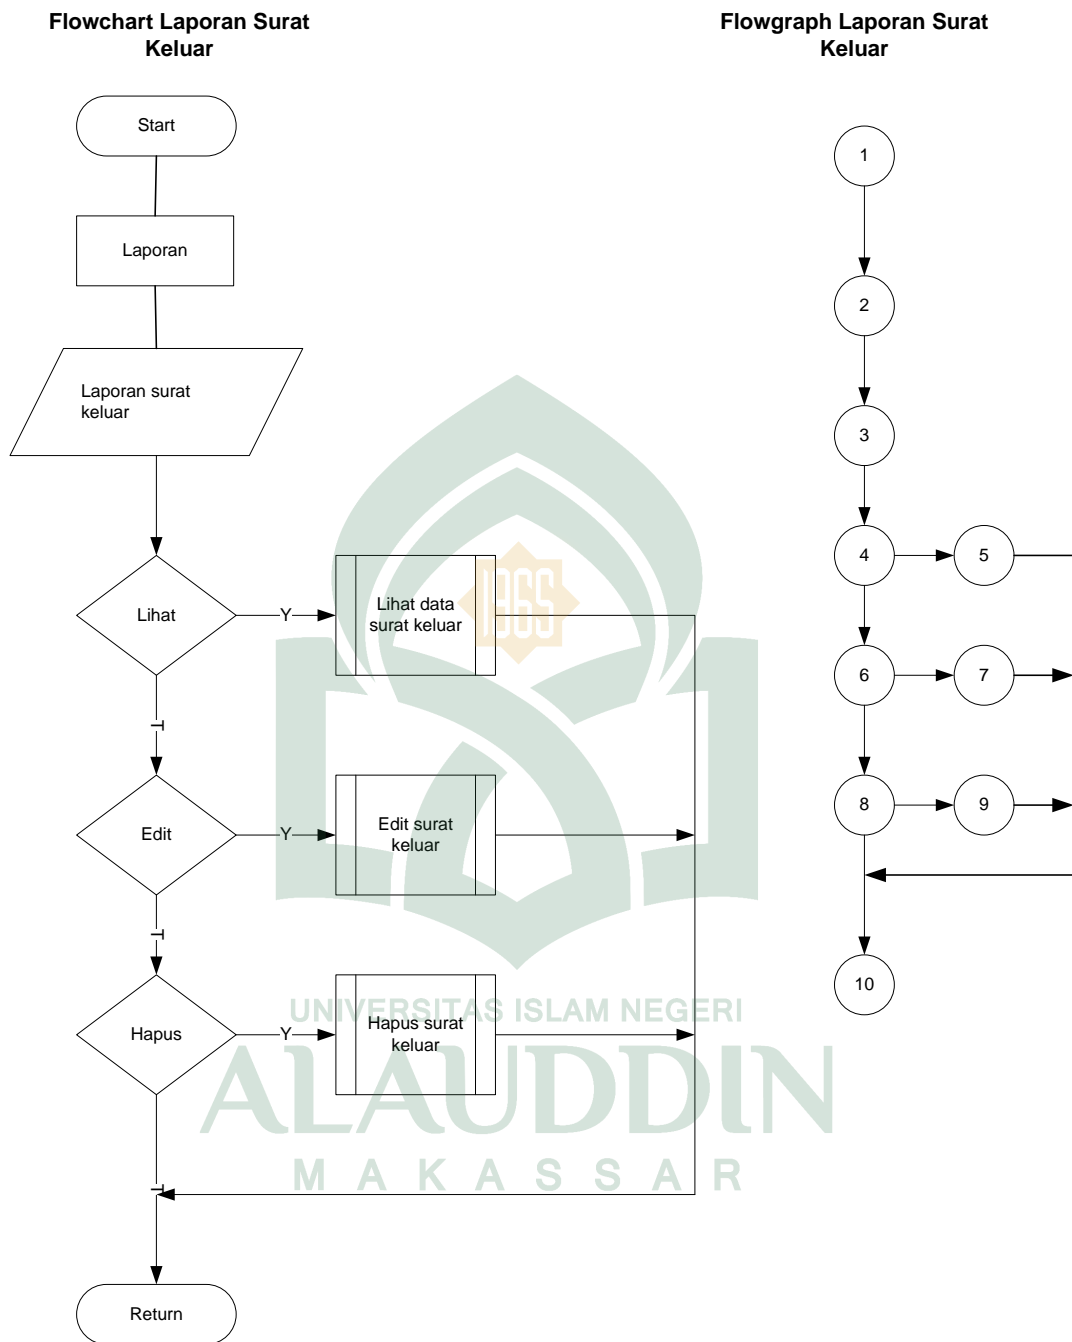 Flowchart Laporan Surat
Keluar
Start
Laporan
Laporan surat
keluar
Lihat
Y
Lihat data
surat keluar
T
Edit
Y
Edit surat
keluar
T
Hapus
Y
Hapus surat
keluar
T
Return
Flowgraph Laporan Surat
Keluar
1
2
3
4
5
6
7
8
9
10
1965
UNIVERSITAS ISLAM NEGERI
ALAUDDIN
MAKASSAR